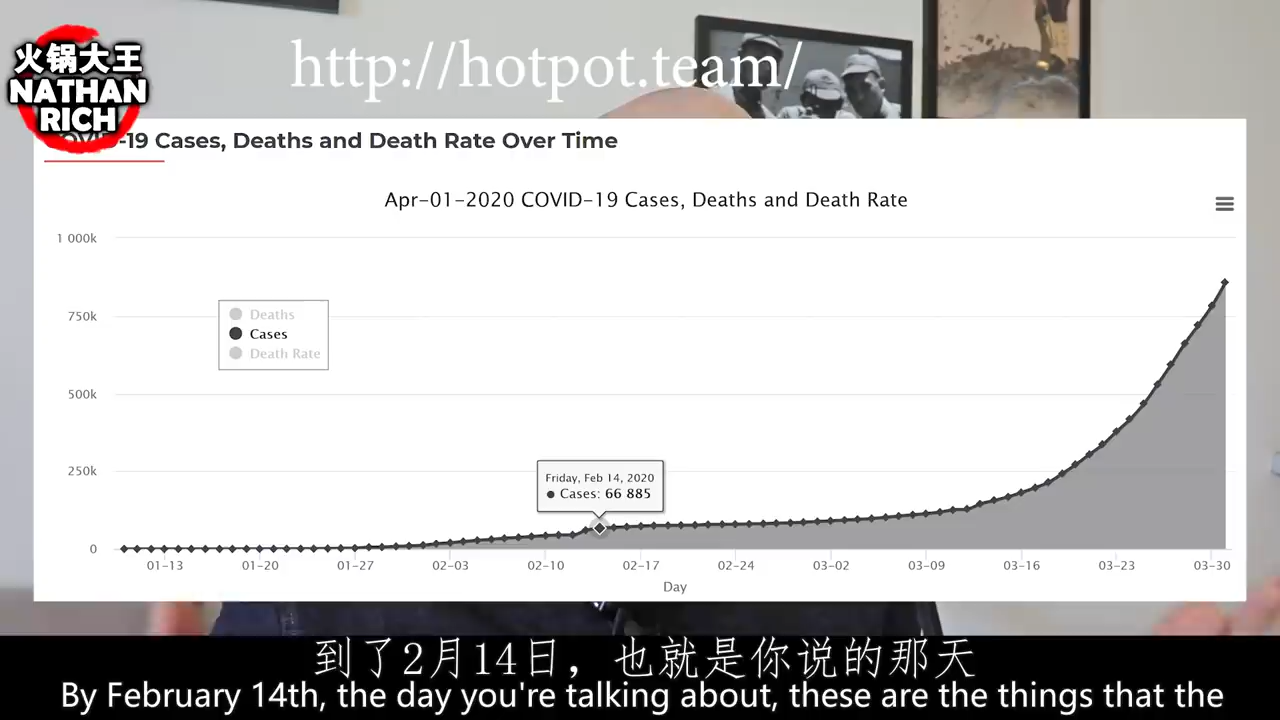 火锅大王
NATHAN
RICH
http://hotpot.team/
COVID-19 Cases, Deaths and Death Rate Over Time
Apr-01-2020 COVID-19 Cases, Deaths and Death Rate
1 000k
750k
500k
250k
0
Deaths
Cases
Death Rate
Friday, Feb 14, 2020
Cases: 66 885
01-13 01-20 01-27 02-03 02-10 02-17 02-24 03-02 03-09 03-16 03-23 03-30
Day
到了2月14日，也就是你说的那天
By February 14th, the day you're talking about, these are the things that the